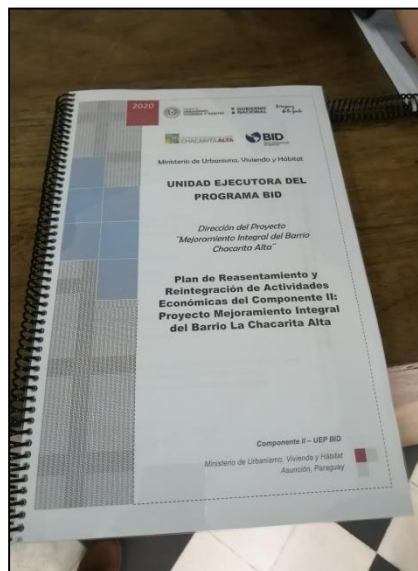 2020
GOBIERNO
NACIONAL
CHACARITA ALTA
BID
Ministerio de Urbanismo, Vivienda y Hábitat
UNIDAD EJECUTORA DEL
PROGRAMA BID
Dirección del Proyecto
"Mejoramiento Integral del Barrio
Chacarita Alta"
Plan de Reasentamiento y
Reintegración de Actividades
Económicas del Componente II:
Proyecto Mejoramiento Integral
del Barrio La Chacarita Alta
Componente II – UEP BID
Ministerio de Urbanismo, Vivienda y Hábitat
Asunción, Paraguay